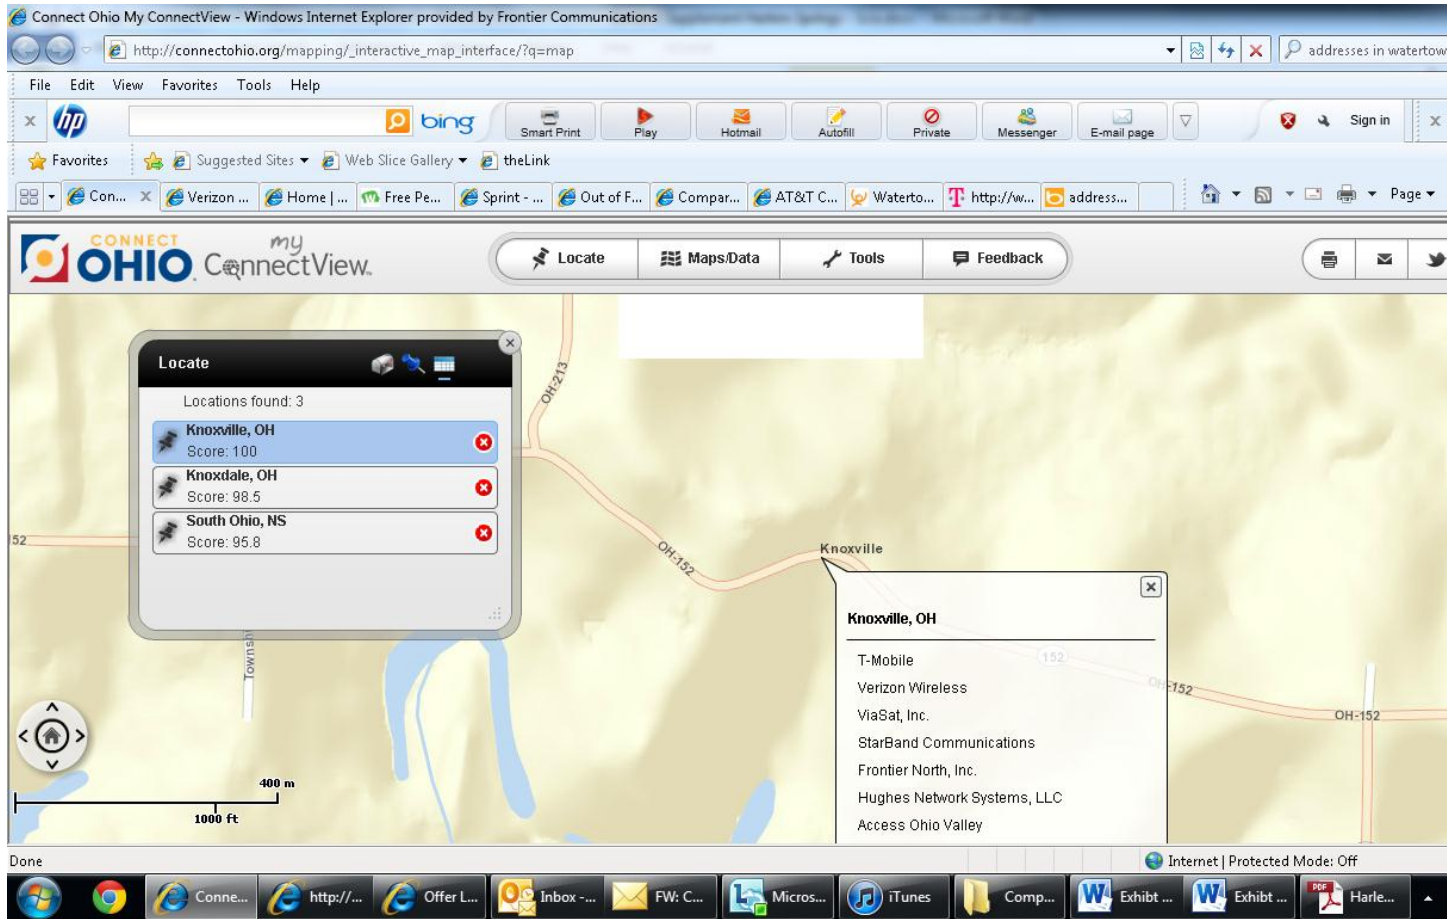 Connect Ohio My ConnectView - Windows Internet Explorer provided by Frontier Communications
http://connectohio.org/mapping/_interactive_map_interface/?q=map
addresses in watertow
File Edit View Favorites Tools Help
x hp bing Smart Print Play Hotmail Autofill Private Messenger E-mail page Sign in x
Favorites Suggested Sites Web Slice Gallery theLink
Con... x Verizon ... Home | ... Free Pe... Sprint - ... Out of F... Compar... AT&T C... Waterto... http://w... address... Page
CONNECT OHIO my ConnectView. Locate Maps/Data Tools Feedback
Locate
Locations found: 3
Knoxville, OH
Score: 100
Knoxdale, OH
Score: 98.5
South Ohio, NS
Score: 95.8
OH-213
52
OH-152
Knoxville
Townsh
Knoxville, OH
T-Mobile
152
Verizon Wireless
OH-152
ViaSat, Inc.
OH-152
StarBand Communications
Frontier North, Inc.
Hughes Network Systems, LLC
Access Ohio Valley
400 m
1000 ft
Done
Internet | Protected Mode: Off
Conne... http://... Offer L... Inbox -... FW: C... Micros... iTunes Comp... Exhibt ... Exhibt ... Harle...